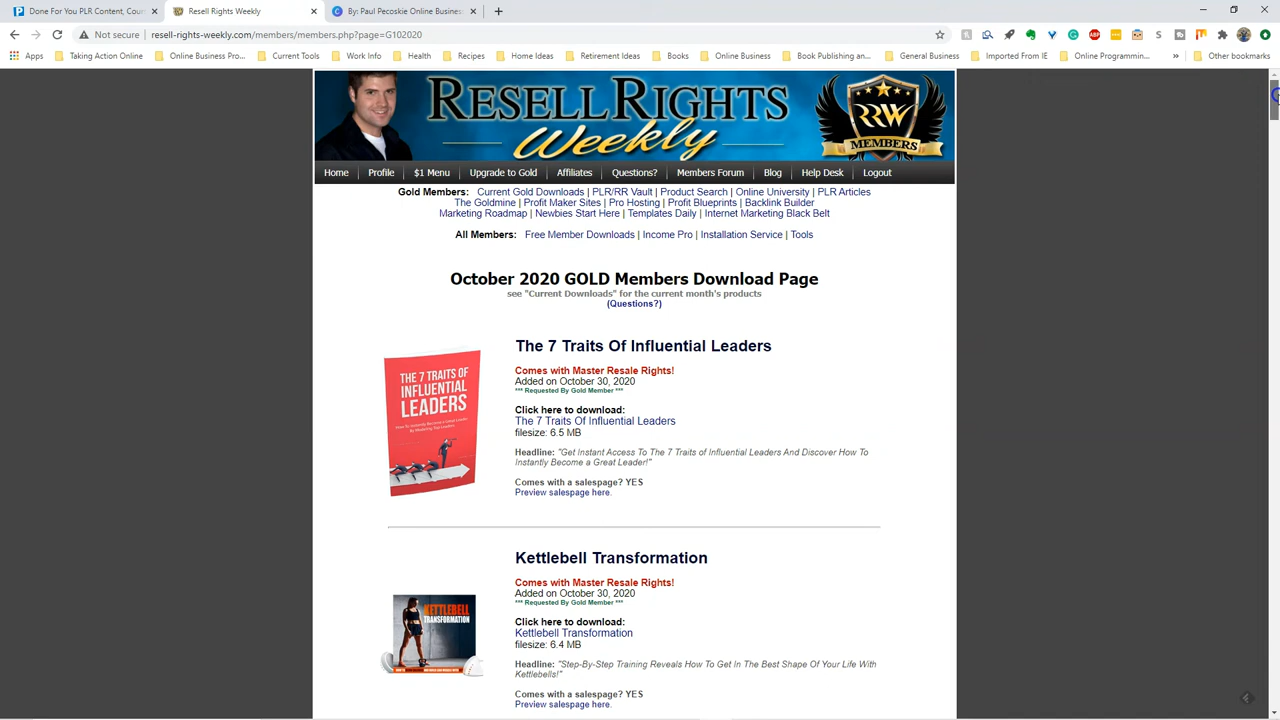 Done For You PLR Content, Cour
Resell Rights Weekly
By: Paul Pecoskie Online Busines
Not secure | resell-rights-weekly.com/members/members.php?page=G102020
Apps
Taking Action Online
Online Business Pro...
Current Tools
Work Info
Health
Recipes
Home Ideas
Retirement Ideas
Books
Online Business
Book Publishing an...
General Business
Imported From IE
Online Programmin...
Other bookmarks
RESELL RIGHTS
Weekly
RRW
MEMBERS
Home | Profile | $1 Menu | Upgrade to Gold | Affiliates | Questions? | Members Forum | Blog | Help Desk | Logout
Gold Members: Current Gold Downloads | PLR/RR Vault | Product Search | Online University | PLR Articles
The Goldmine | Profit Maker Sites | Pro Hosting | Profit Blueprints | Backlink Builder
Marketing Roadmap | Newbies Start Here | Templates Daily | Internet Marketing Black Belt
All Members: Free Member Downloads | Income Pro | Installation Service | Tools
October 2020 GOLD Members Download Page
see "Current Downloads" for the current month's products
(Questions?)
THE 7 TRAITS OF
INFLUENTIAL
LEADERS
The 7 Traits Of Influential Leaders
Comes with Master Resale Rights!
Added on October 30, 2020
*** Requested By Gold Member ***
Click here to download:
The 7 Traits Of Influential Leaders
filesize: 6.5 MB
Headline: "Get Instant Access To The 7 Traits of Influential Leaders And Discover How To
Instantly Become a Great Leader!"
Comes with a salespage? YES
Preview salespage here.
KETTLEBELL
TRANSFORMATION
Kettlebell Transformation
Comes with Master Resale Rights!
Added on October 30, 2020
*** Requested By Gold Member ***
Click here to download:
Kettlebell Transformation
filesize: 6.4 MB
Headline: "Step-By-Step Training Reveals How To Get In The Best Shape Of Your Life With
Kettlebells!"
Comes with a salespage? YES
Preview salespage here.